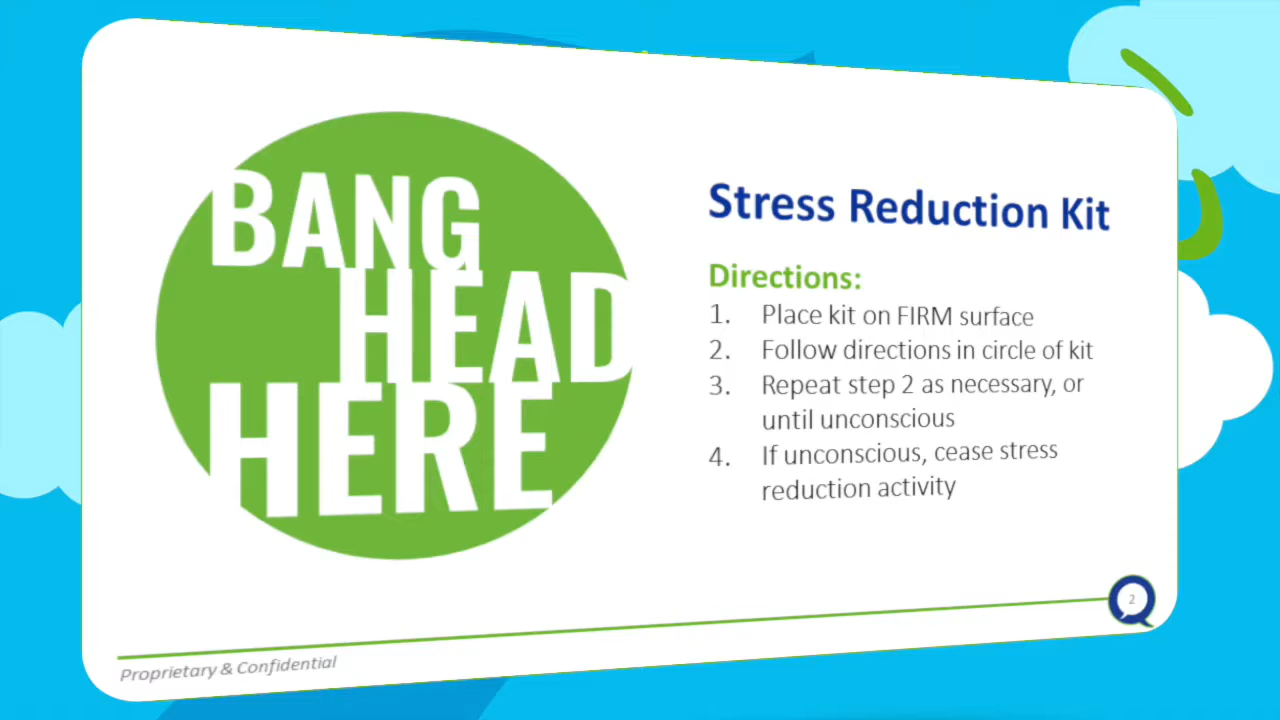 BANG
HEAD
HERE
Stress Reduction Kit
Directions:
1. Place kit on FIRM surface
2. Follow directions in circle of kit
3. Repeat step 2 as necessary, or
until unconscious
4. If unconscious, cease stress
reduction activity
2
Proprietary & Confidential